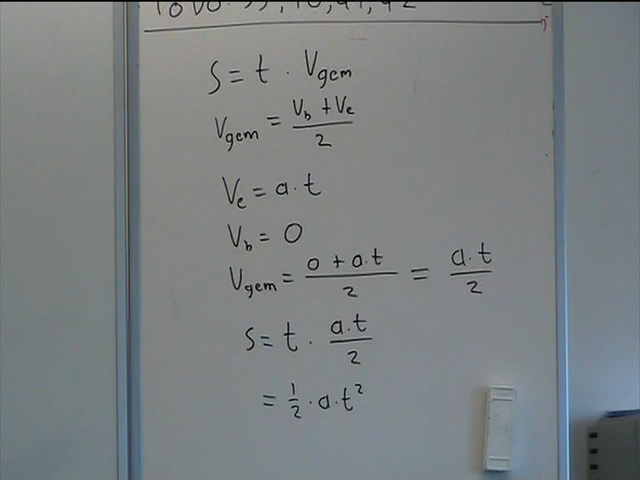 S = t · Vgem
Vgem = (Vb + Ve)/2
Ve = a·t
Vb = 0
Vgem = (0 + a·t)/2 = (a·t)/2
S = t · (a·t)/2
= 1/2 · a·t²